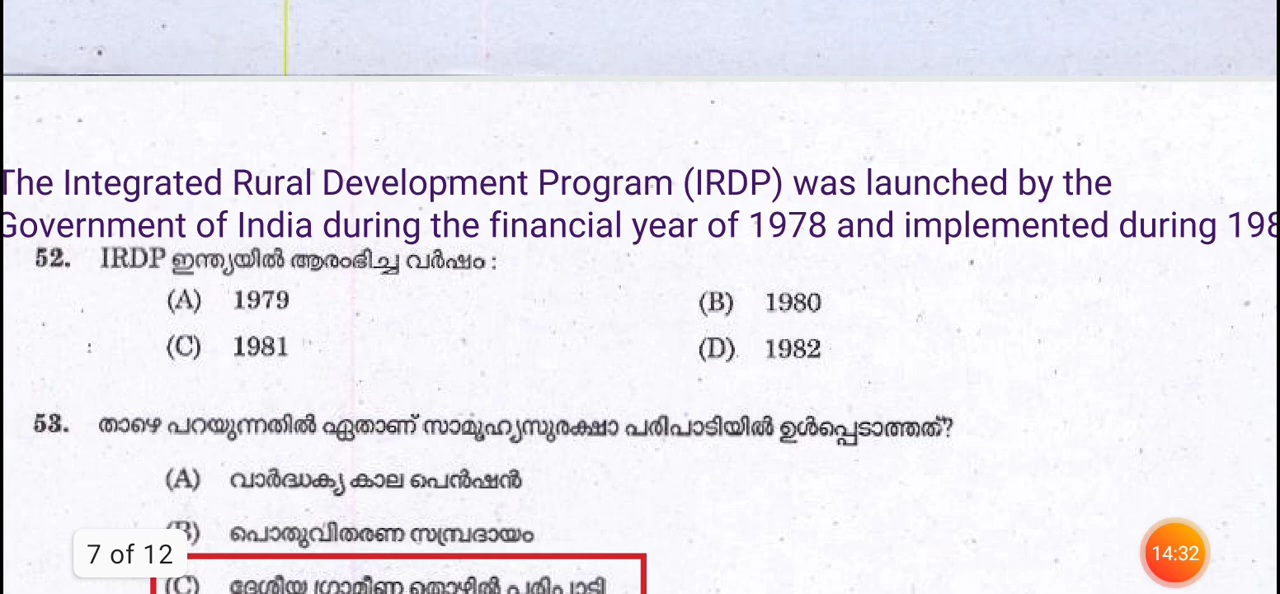 The Integrated Rural Development Program (IRDP) was launched by the
Government of India during the financial year of 1978 and implemented during 198
52. IRDP ഇന്ത്യയിൽ ആരംഭിച്ച വർഷം :
(A) 1979 (B) 1980
(C) 1981 (D) 1982
53. താഴെ പറയുന്നതിൽ ഏതാണ് സാമൂഹ്യസുരക്ഷാ പരിപാടിയിൽ ഉൾപ്പെടാത്തത്?
(A) വാർദ്ധക്യ കാല പെൻഷൻ
(B) പൊതുവിതരണ സമ്പ്രദായം
7 of 12
14:32
(C) ദേശീയ ഗ്രാമീണ തൊഴിൽ പരിപാടി